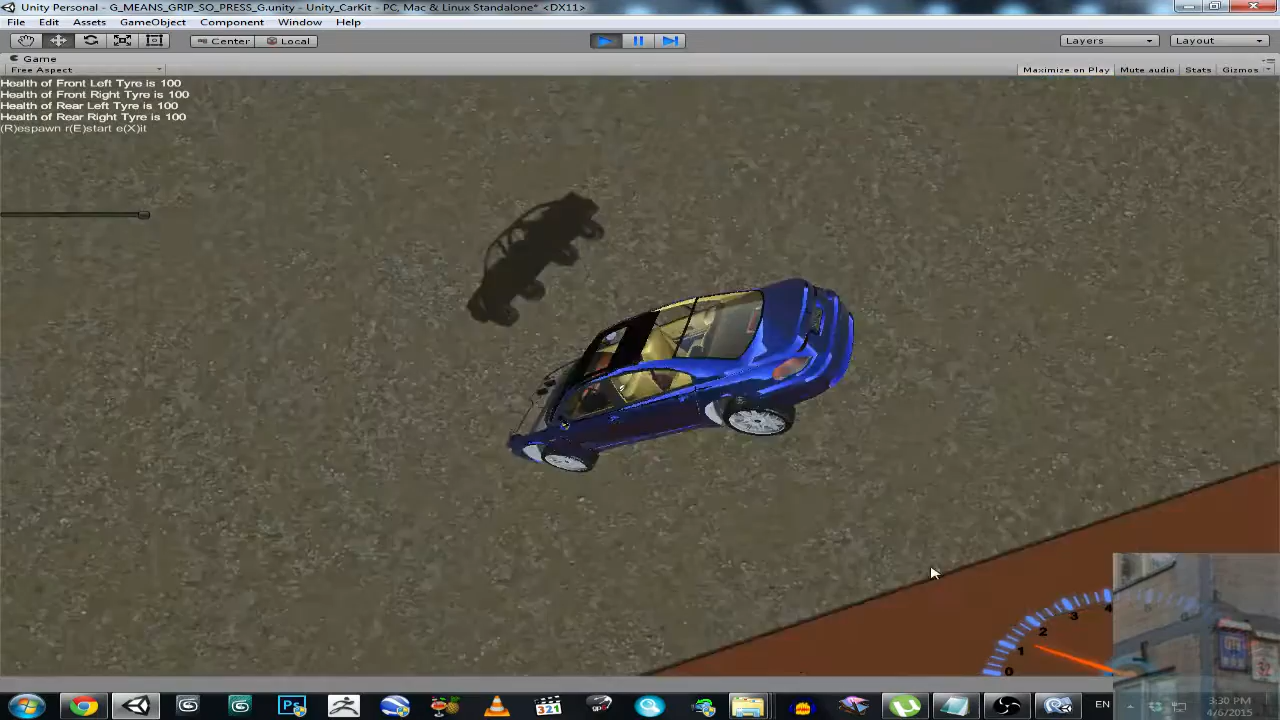 Unity Personal - G_MEANS_GRIP_SO_PRESS_G.unity - Unity_CarKit - PC, Mac & Linux Standalone* <DX11>
File Edit Assets GameObject Component Window Help
Center Local Layers Layout
Game
Free Aspect Maximize on Play Mute audio Stats Gizmos
Health of Front Left Tyre is 100
Health of Front Right Tyre is 100
Health of Rear Left Tyre is 100
Health of Rear Right Tyre is 100
(R)espawn r(E)start e(X)it
0 1 2 3 4
321
EN
3:30 PM
4/6/2015